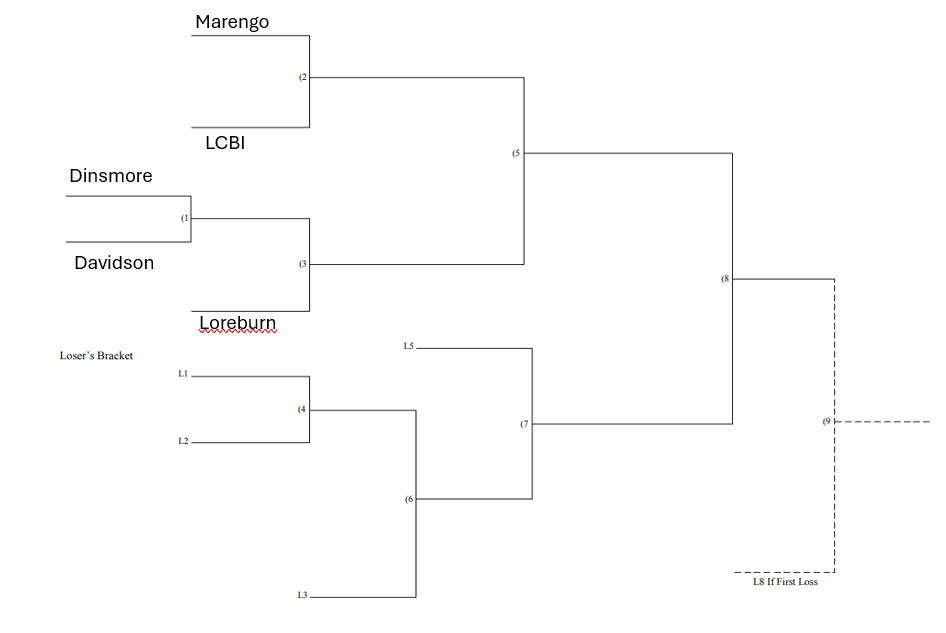 Marengo
(2
LCBI
(5
Dinsmore
(1
Davidson
(3
(8
Loreburn
Loser's Bracket
L5
L1
(4
(7
(9
L2
(6
L8 If First Loss
L3